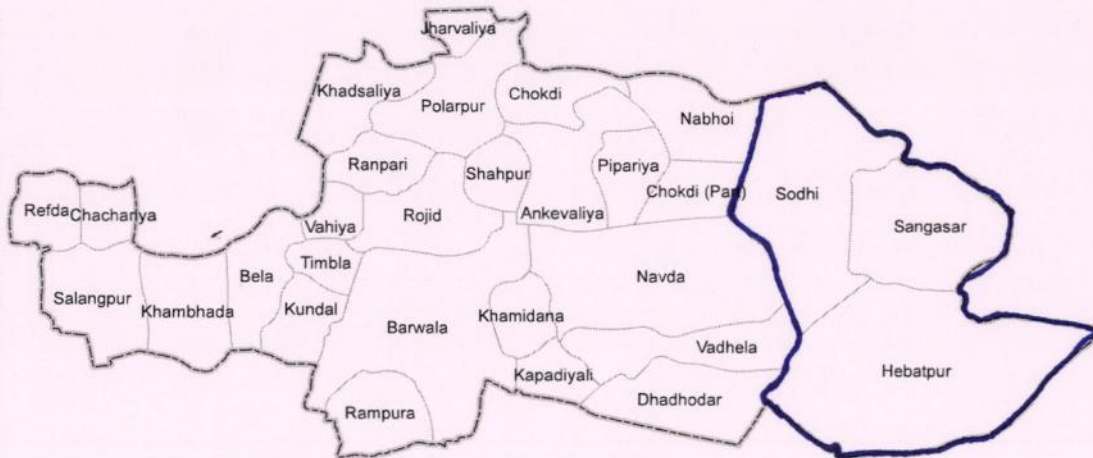 Jharvaliya
Khadsaliya
Polarpur
Chokdi
Nabhoi
Ranpari
Shahpur
Pipariya
Chokdi (Part)
Sodhi
Refda
Chachariya
Vahiya
Rojid
Ankevaliya
Sangasar
Timbla
Bela
Navda
Salangpur
Khambhada
Kundal
Barwala
Khamidana
Vadhela
Kapadiyali
Hebatpur
Dhadhodar
Rampura